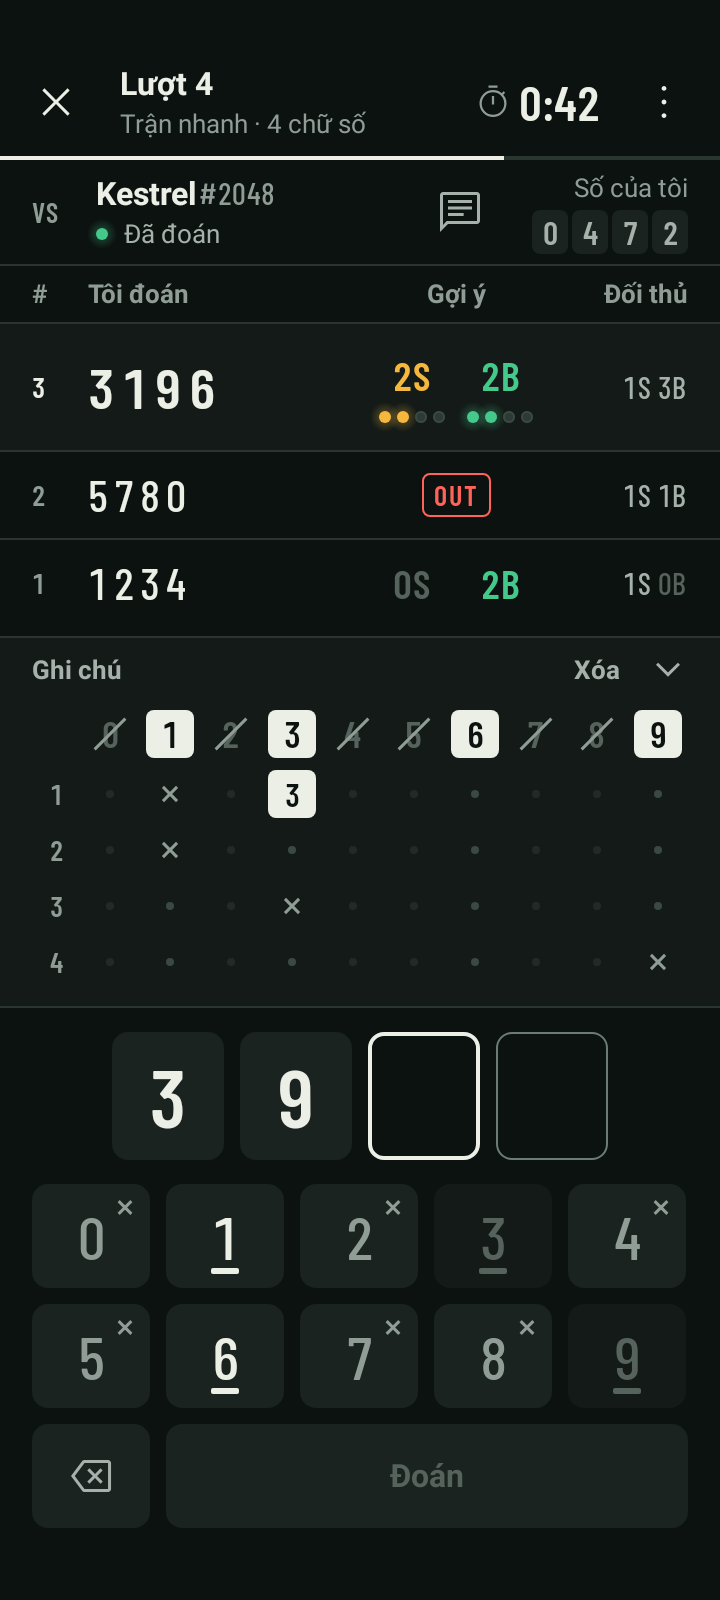 Lượt 4
Trận nhanh · 4 chữ số
0:42
VS
Kestrel#2048
Đã đoán
Số của tôi
0 4 7 2
# Tôi đoán Gợi ý Đối thủ
3 3196 2S 2B 1S 3B
2 5780 OUT 1S 1B
1 1234 0S 2B 1S 0B
Ghi chú Xóa
0 1 2 3 4 5 6 7 8 9
1 × 3
2 ×
3 ×
4 ×
3 9
0 × 1 2 × 3 4 ×
5 × 6 7 × 8 × 9
Đoán